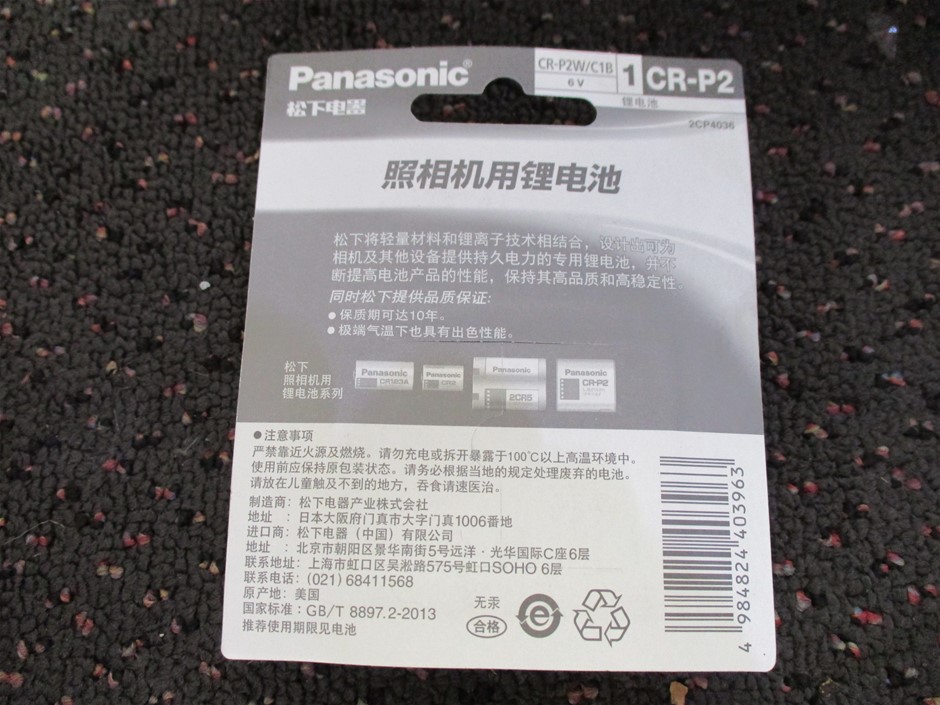 Panasonic®
松下电器
CR-P2W/C1B
6V
1
CR-P2
锂电池
2CP4036
照相机用锂电池
松下将轻量材料和锂离子技术相结合，设计出可为
相机及其他设备提供持久电力的专用锂电池，并不
断提高电池产品的性能，保持其高品质和高稳定性。
同时松下提供品质保证:
●保质期可达10年。
●极端气温下也具有出色性能。
松下
照相机用
锂电池系列
Panasonic
CR123A
Panasonic
CR2
Panasonic
2CR5
Panasonic
CR-P2
●注意事项
严禁靠近火源及燃烧。请勿充电或拆开暴露于100℃以上高温环境中。
使用前应保持原包装状态。请务必根据当地的规定处理废弃的电池。
请放在儿童触及不到的地方，吞食请速医治。
制造商：松下电器产业株式会社
地址 ：日本大阪府门真市大字门真1006番地
进口商：松下电器（中国）有限公司
地址 ：北京市朝阳区景华南街5号远洋·光华国际C座6层
联系地址：上海市虹口区吴淞路575号虹口SOHO 6层
联系电话：(021) 68411568
原产地：美国
国家标准：GB/T 8897.2-2013
推荐使用期限见电池
无汞
合格
4 984824 403963